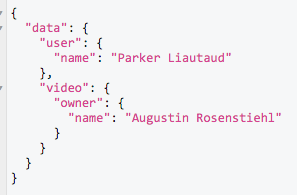 {
  "data": {
    "user": {
      "name": "Parker Liautaud"
    },
    "video": {
      "owner": {
        "name": "Augustin Rosenstiehl"
      }
    }
  }
}